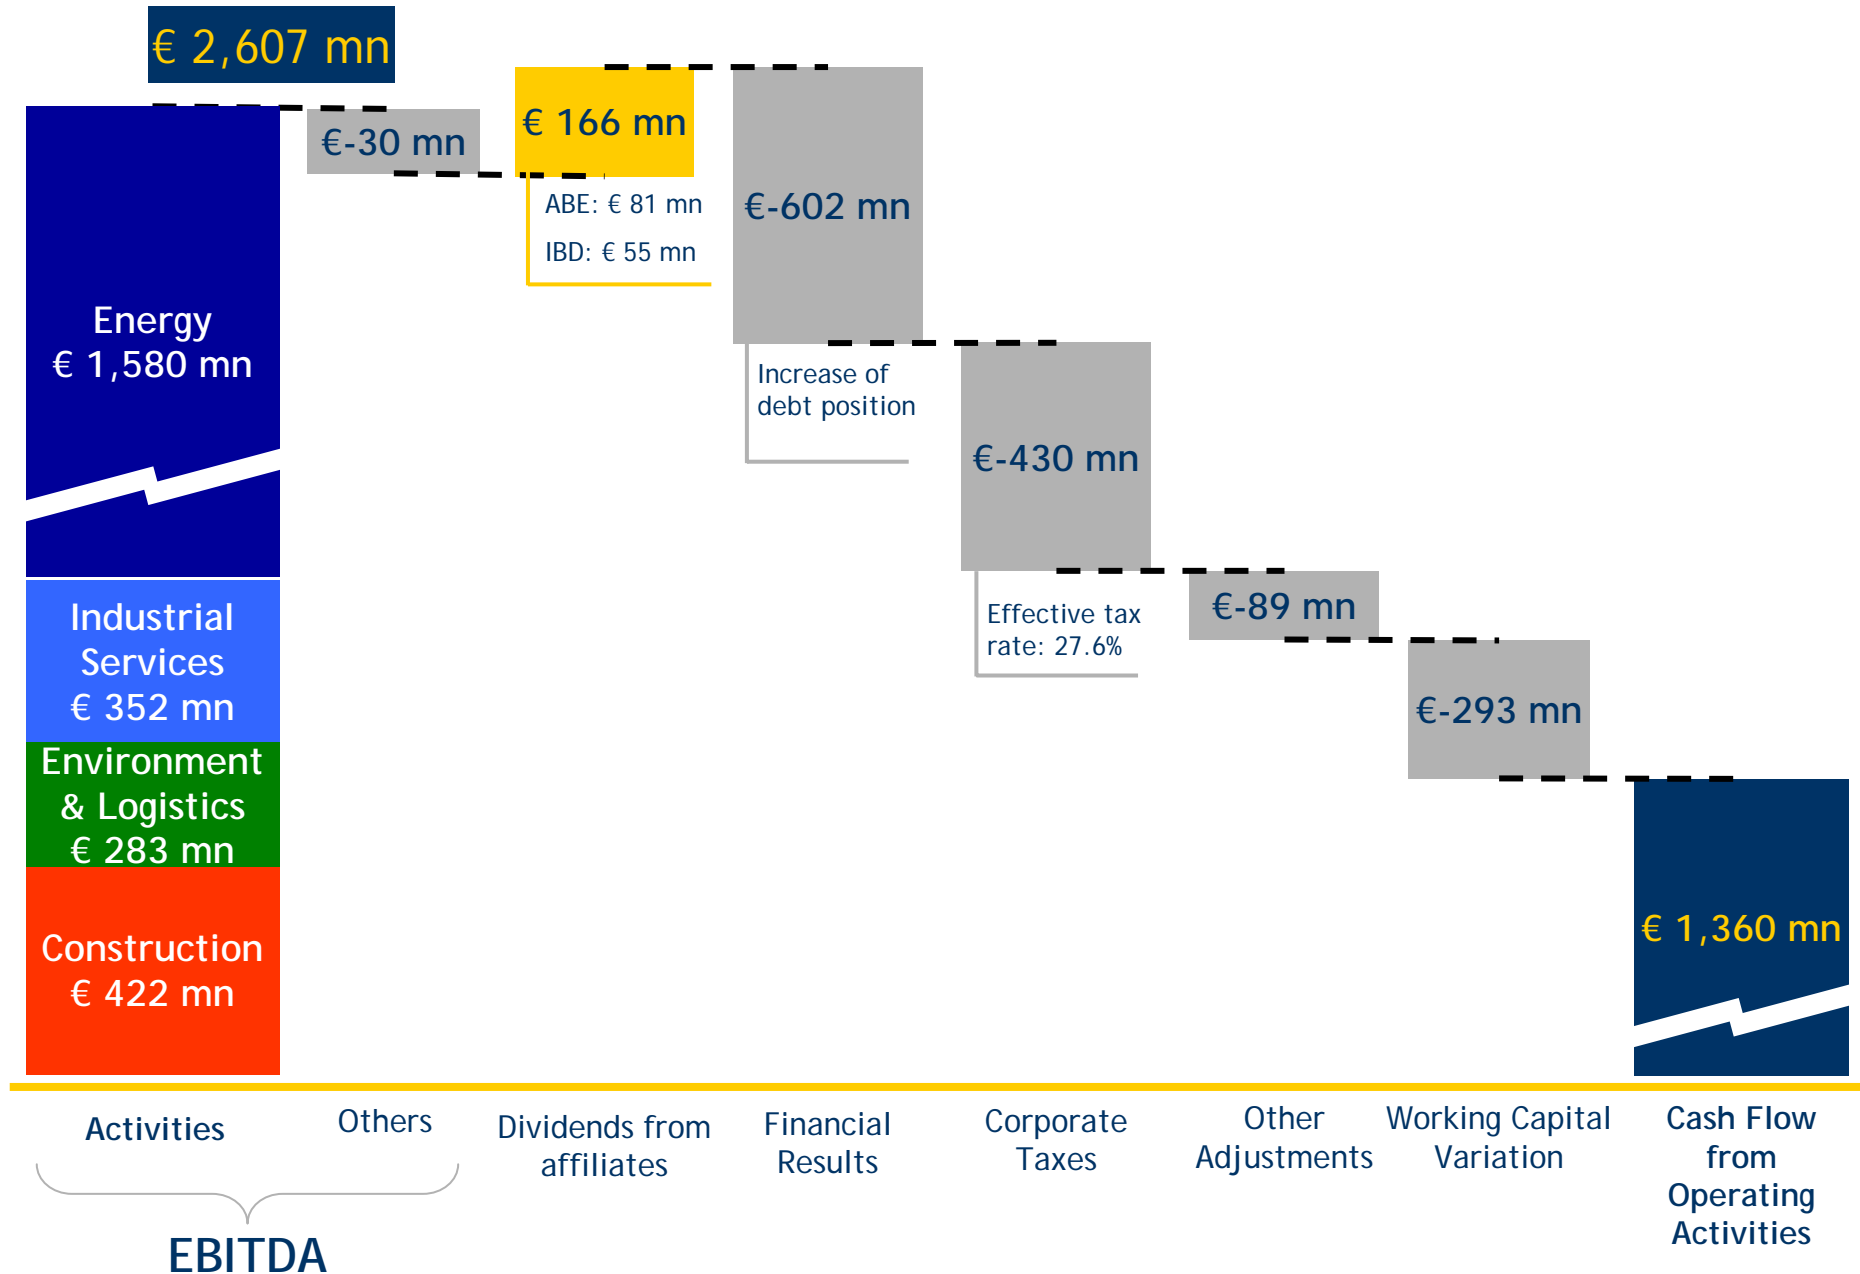 € 2,607 mn
€-30 mn
€ 166 mn
ABE: € 81 mn
IBD: € 55 mn
€-602 mn
Increase of
debt position
€-430 mn
Effective tax
rate: 27.6%
€-89 mn
€-293 mn
€ 1,360 mn
Energy
€ 1,580 mn
Industrial
Services
€ 352 mn
Environment
& Logistics
€ 283 mn
Construction
€ 422 mn
Activities
Others
EBITDA
Dividends from
affiliates
Financial
Results
Corporate
Taxes
Other
Adjustments
Working Capital
Variation
Cash Flow
from
Operating
Activities